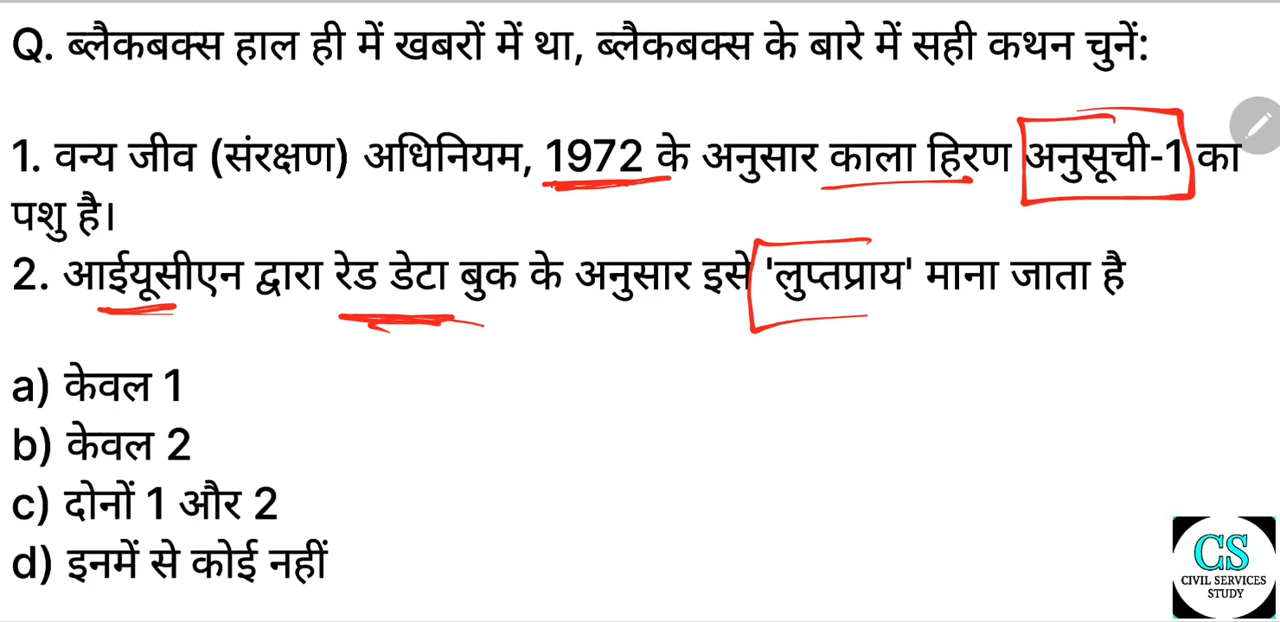 Q. ब्लैकबक्स हाल ही में खबरों में था, ब्लैकबक्स के बारे में सही कथन चुनें:
1. वन्य जीव (संरक्षण) अधिनियम, 1972 के अनुसार काला हिरण अनुसूची-1 का
पशु है।
2. आईयूसीएन द्वारा रेड डेटा बुक के अनुसार इसे 'लुप्तप्राय' माना जाता है
a) केवल 1
b) केवल 2
c) दोनों 1 और 2
d) इनमें से कोई नहीं
CS
CIVIL SERVICES
STUDY